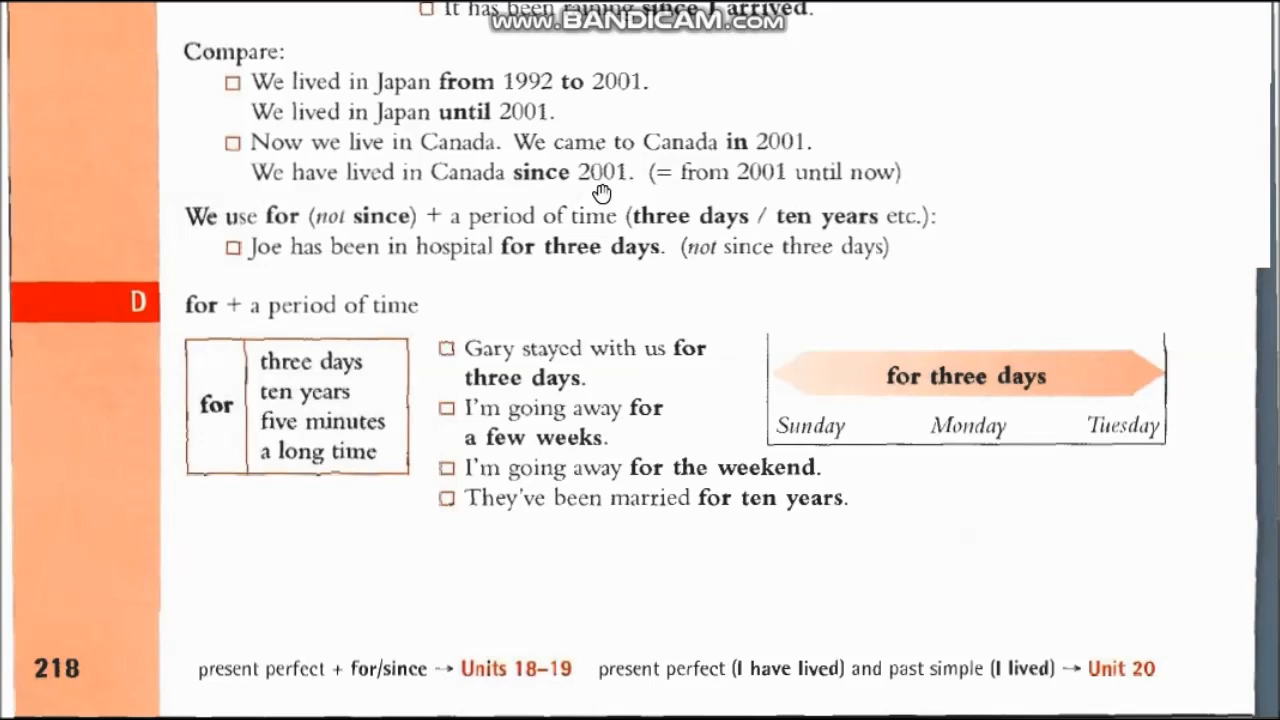 It has been raining since I arrived.
www.BANDICAM.com
Compare:
We lived in Japan from 1992 to 2001.
We lived in Japan until 2001.
Now we live in Canada. We came to Canada in 2001.
We have lived in Canada since 2001. (= from 2001 until now)
We use for (not since) + a period of time (three days / ten years etc.):
Joe has been in hospital for three days. (not since three days)
D
for + a period of time
for
three days
ten years
five minutes
a long time
Gary stayed with us for
three days.
I'm going away for
a few weeks.
I'm going away for the weekend.
They've been married for ten years.
for three days
Sunday Monday Tuesday
218
present perfect + for/since → Units 18–19 present perfect (I have lived) and past simple (I lived) → Unit 20